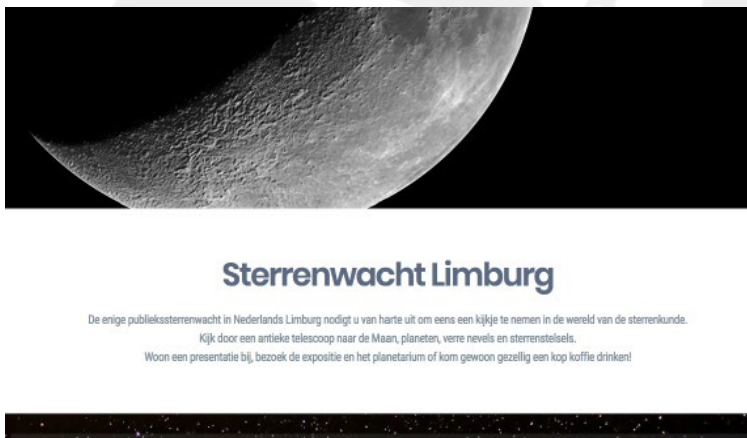 Sterrenwacht Limburg
De enige publiekssterrenwacht in Nederlands Limburg nodigt u van harte uit om eens een kijkje te nemen in de wereld van de sterrenkunde.
Kijk door een antieke telescoop naar de Maan, planeten, verre nevels en sterrenstelsels.
Woon een presentatie bij, bezoek de expositie en het planetarium of kom gewoon gezellig een kop koffie drinken!